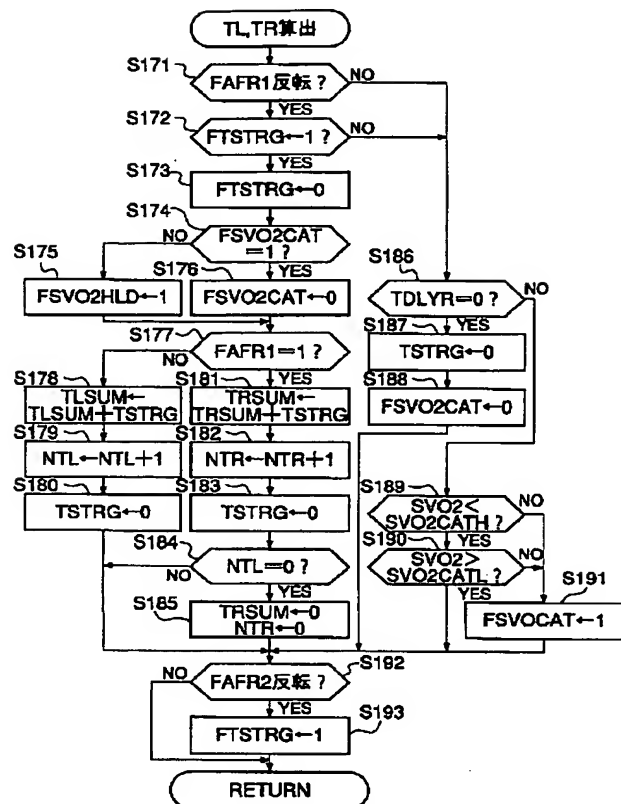 TL,TR算出
S171
FAFR1反転?
NO
YES
S172
FTSTRG←1?
NO
YES
S173
FTSTRG←0
S174
FSVO2CAT
=1?
NO
YES
S175
FSVO2HLD←1
S176
FSVO2CAT←0
S177
FAFR1=1?
NO
YES
S178
TLSUM←
TLSUM+TSTRG
S179
NTL←NTL+1
S180
TSTRG←0
S181
TRSUM←
TRSUM+TSTRG
S182
NTR←NTR+1
S183
TSTRG←0
S184
NTL=0?
NO
YES
S185
TRSUM←0
NTR←0
S186
TDLYR=0?
NO
YES
S187
TSTRG←0
S188
FSVO2CAT←0
S189
SVO2<
SVO2CATH?
NO
YES
S190
SVO2>
SVO2CATL?
NO
YES
S191
FSVOCAT←1
S192
FAFR2反転?
NO
YES
S193
FTSTRG←1
RETURN